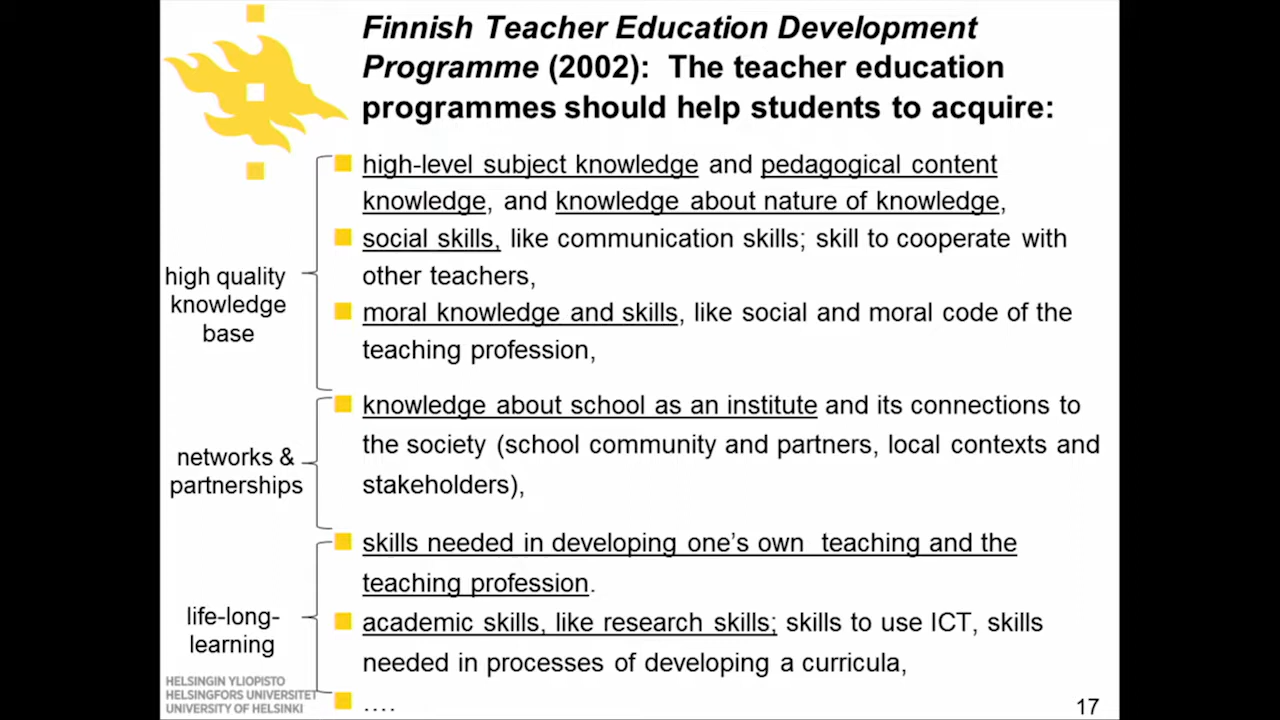 Finnish Teacher Education Development
Programme (2002): The teacher education
programmes should help students to acquire:
high quality
knowledge
base
high-level subject knowledge and pedagogical content
knowledge, and knowledge about nature of knowledge,
social skills, like communication skills; skill to cooperate with
other teachers,
moral knowledge and skills, like social and moral code of the
teaching profession,
networks &
partnerships
knowledge about school as an institute and its connections to
the society (school community and partners, local contexts and
stakeholders),
life-long-
learning
skills needed in developing one's own teaching and the
teaching profession.
academic skills, like research skills; skills to use ICT, skills
needed in processes of developing a curricula,
....
HELSINGIN YLIOPISTO
HELSINGFORS UNIVERSITET
UNIVERSITY OF HELSINKI
17